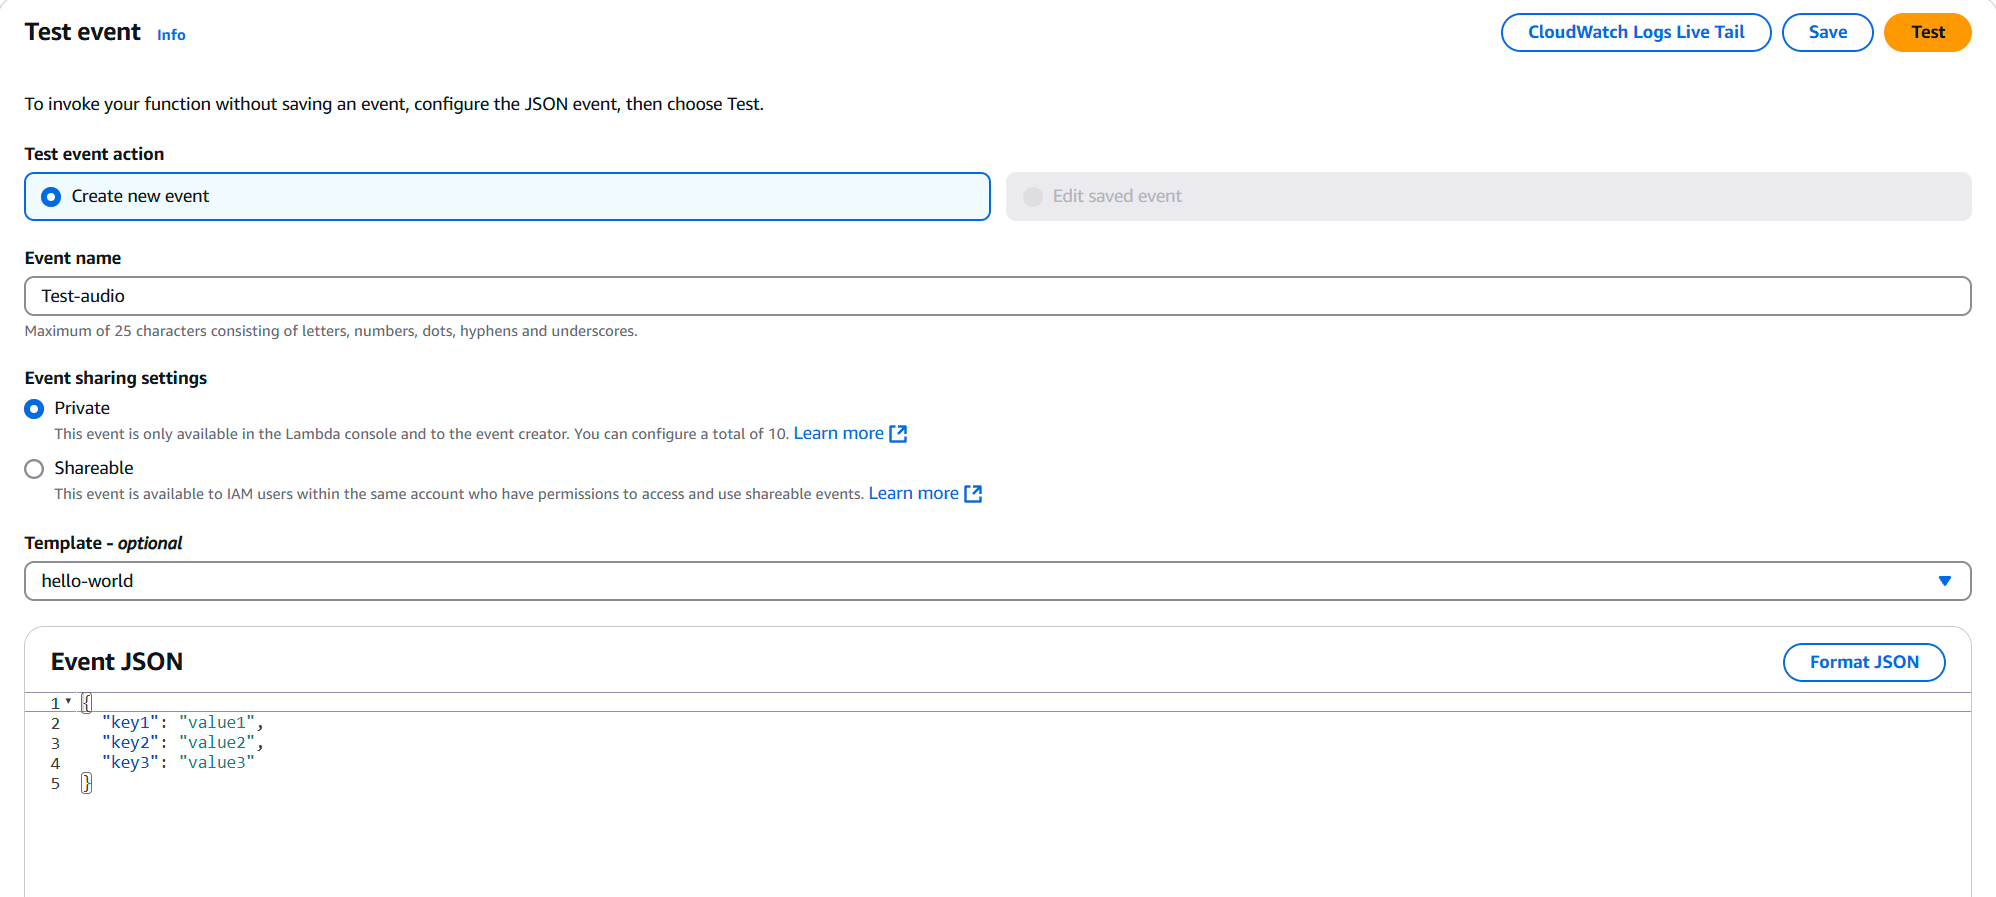 Test event Info
CloudWatch Logs Live Tail
Save
Test
To invoke your function without saving an event, configure the JSON event, then choose Test.
Test event action
Create new event
Edit saved event
Event name
Test-audio
Maximum of 25 characters consisting of letters, numbers, dots, hyphens and underscores.
Event sharing settings
Private
This event is only available in the Lambda console and to the event creator. You can configure a total of 10. Learn more
Shareable
This event is available to IAM users within the same account who have permissions to access and use shareable events. Learn more
Template - optional
hello-world
Event JSON
Format JSON
1 {
2 "key1": "value1",
3 "key2": "value2",
4 "key3": "value3"
5 }